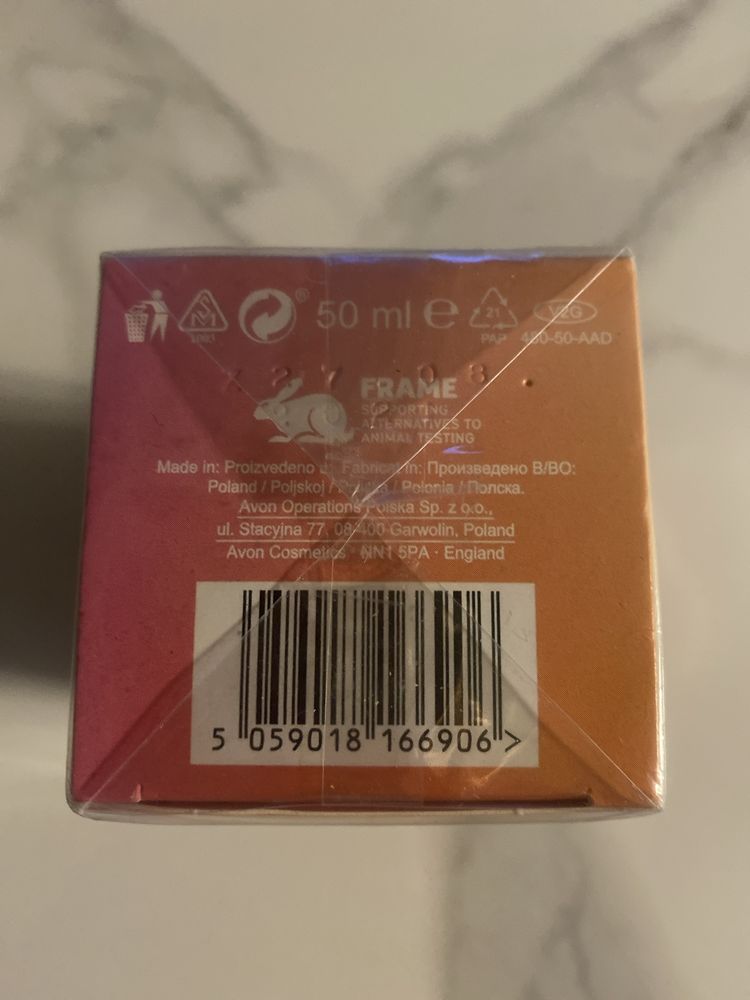 50 ml e 21 V2G
PAP 450-50-AAD
FRAME
SUPPORTING
ALTERNATIVES TO
ANIMAL TESTING
Made in: Proizvedeno u: Fabricat în: Произведено В/ВО:
Poland / Poljskoj / / Polonia / Полска.
Avon Operations Polska Sp. z o.o.,
ul. Stacyjna 77, 08-400 Garwolin, Poland
Avon Cosmetics · NN1 5PA · England
5 059018 166906 >